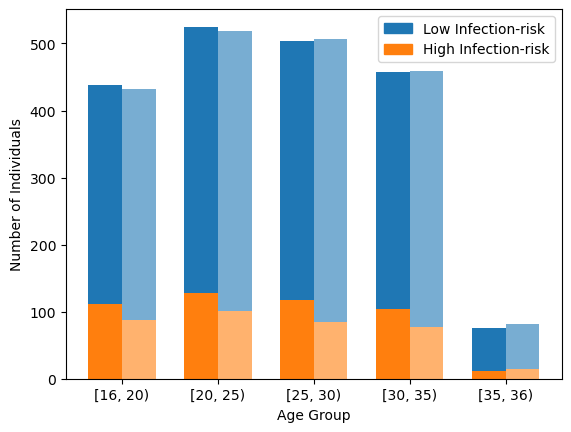 Low Infection-risk
High Infection-risk
Number of Individuals
500
400
300
200
100
0
[16, 20)
[20, 25)
[25, 30)
[30, 35)
[35, 36)
Age Group